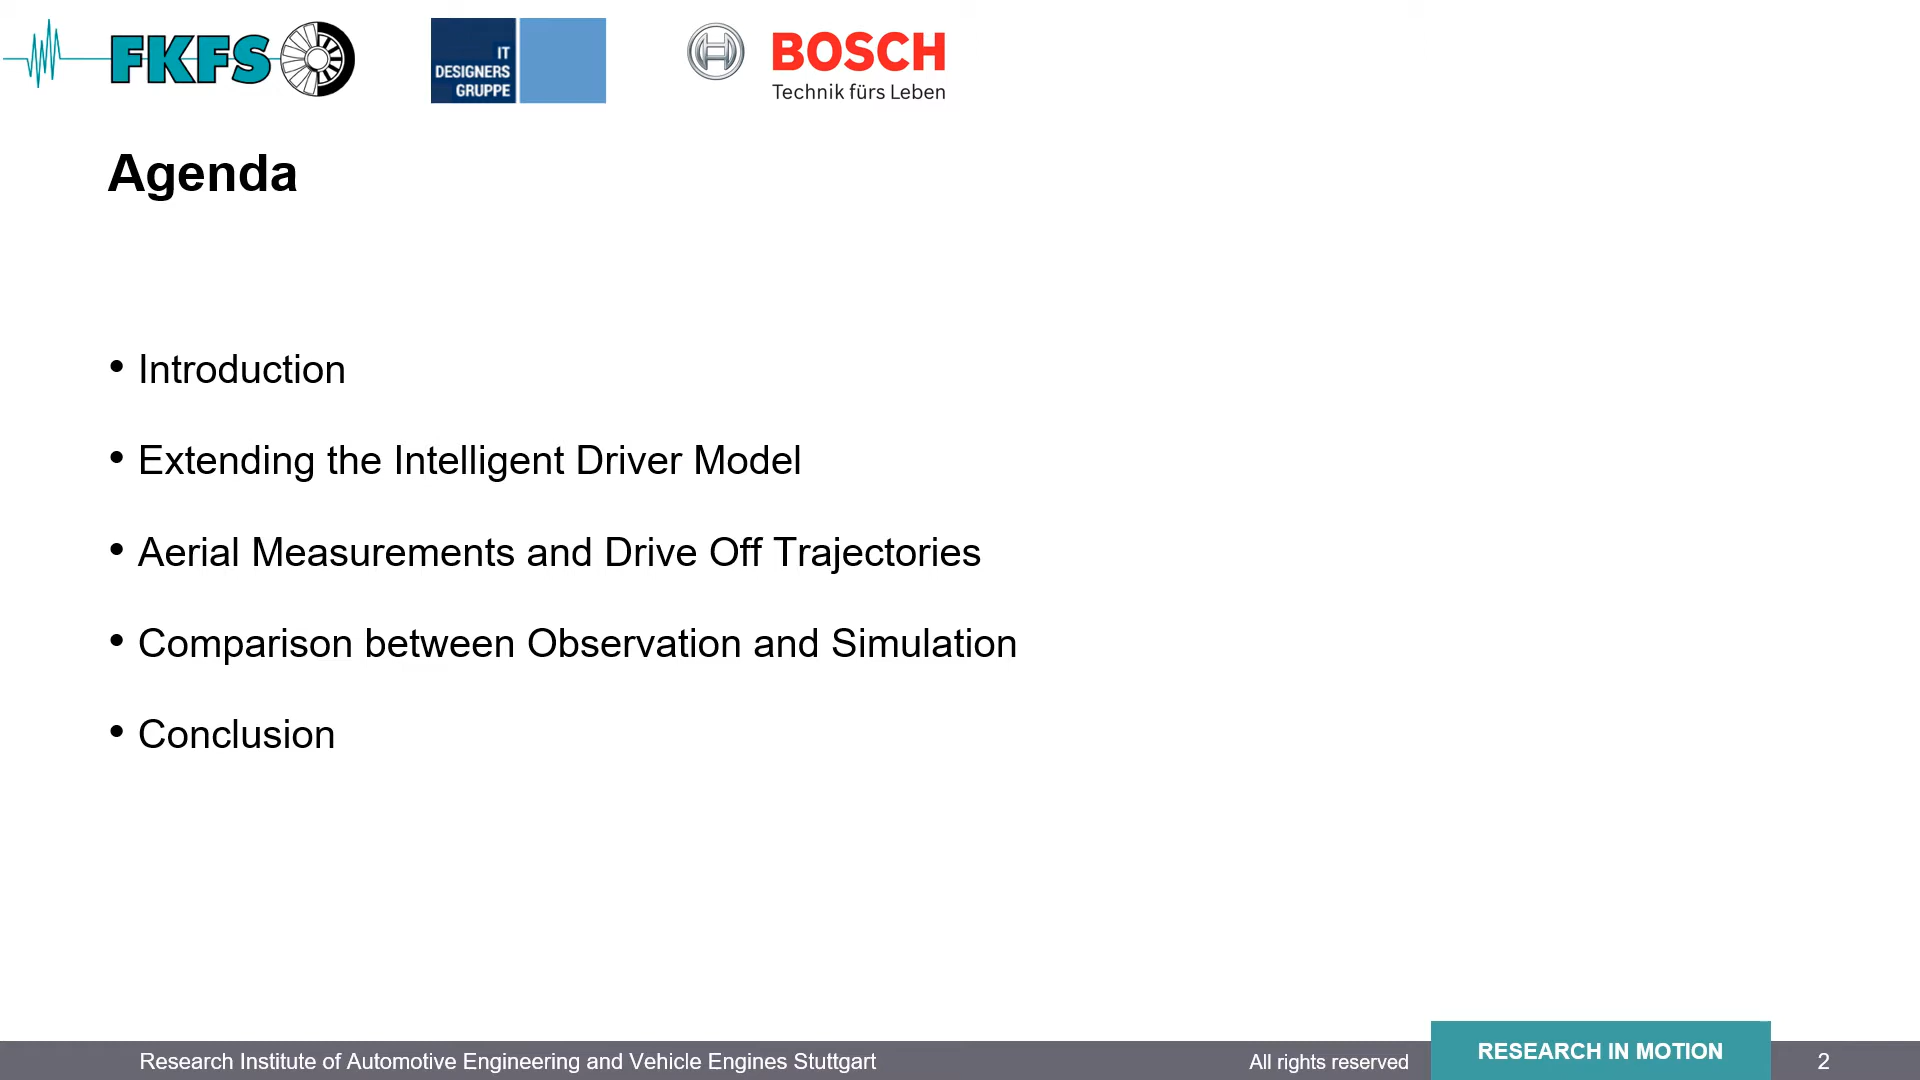 FKFS
IT
DESIGNERS
GRUPPE
BOSCH
Technik fürs Leben
Agenda
• Introduction
• Extending the Intelligent Driver Model
• Aerial Measurements and Drive Off Trajectories
• Comparison between Observation and Simulation
• Conclusion
Research Institute of Automotive Engineering and Vehicle Engines Stuttgart
All rights reserved
RESEARCH IN MOTION
2